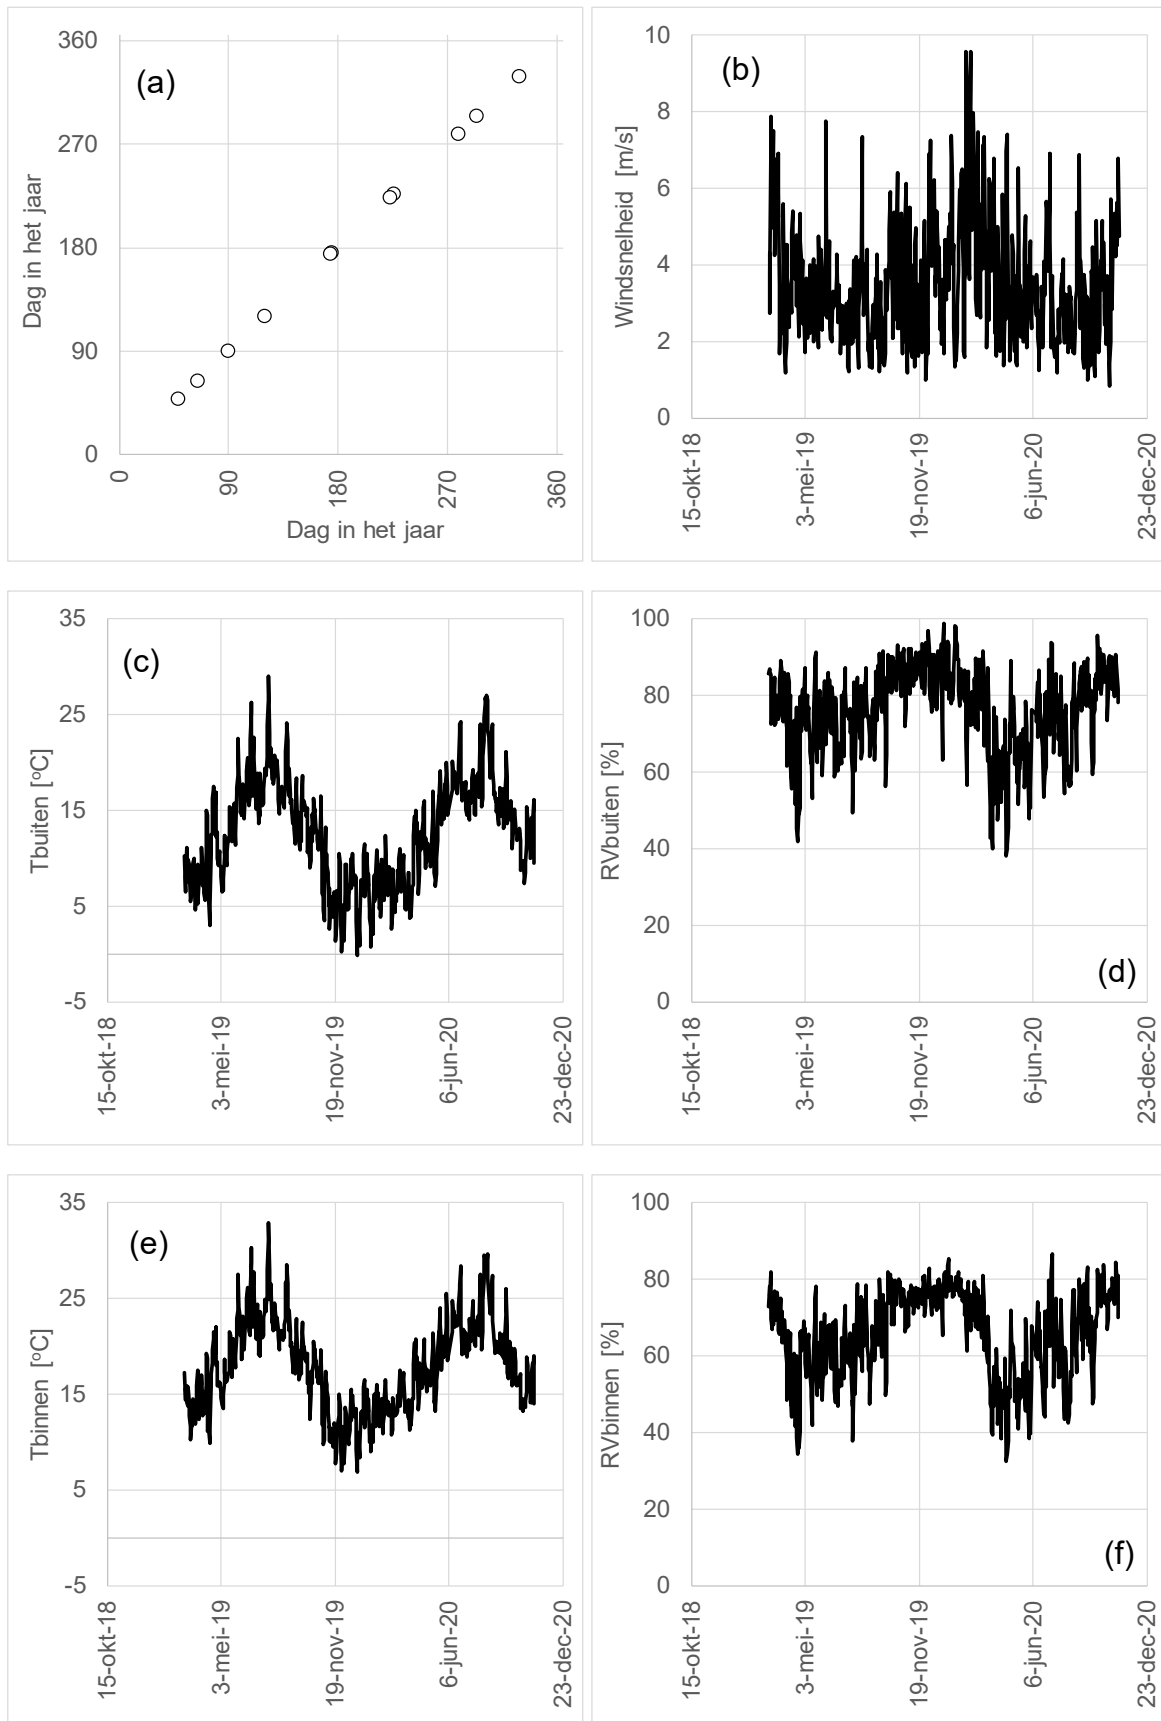 (a)
360
270
180
90
0
Dag in het jaar
0
90
180
270
360
Dag in het jaar
(b)
10
8
6
4
2
0
Windsnelheid [m/s]
15-okt-18
3-mei-19
19-nov-19
6-jun-20
23-dec-20
(c)
35
25
15
5
-5
Tbuiten [°C]
15-okt-18
3-mei-19
19-nov-19
6-jun-20
23-dec-20
100
80
60
40
20
0
RVbuiten [%]
(d)
15-okt-18
3-mei-19
19-nov-19
6-jun-20
23-dec-20
(e)
35
25
15
5
-5
Tbinnen [°C]
15-okt-18
3-mei-19
19-nov-19
6-jun-20
23-dec-20
100
80
60
40
20
0
RVbinnen [%]
(f)
15-okt-18
3-mei-19
19-nov-19
6-jun-20
23-dec-20